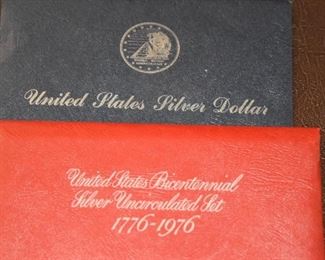 United States Silver Dollar
United States Bicentennial
Silver Uncirculated Set
1776-1976